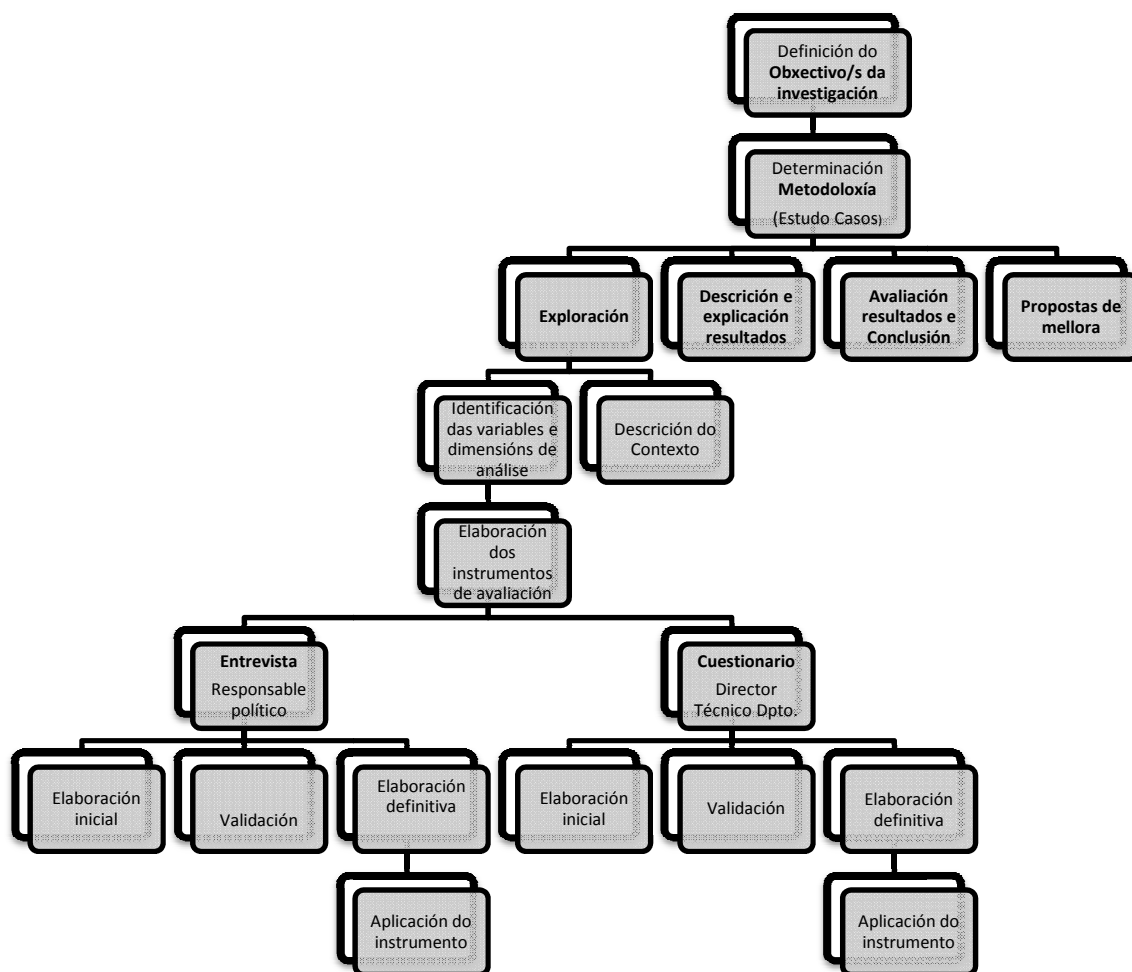 Definición do
Obxectivo/s da
investigación
Determinación
Metodoloxía
(Estudo Casos)
Exploración
Descrición e
explicación
resultados
Avaliación
resultados e
Conclusión
Propostas de
mellora
Identificación
das variables e
dimensións de
análise
Descrición do
Contexto
Elaboración
dos
instrumentos
de avaliación
Entrevista
Responsable
político
Cuestionario
Director
Técnico Dpto.
Elaboración
inicial
Validación
Elaboración
definitiva
Elaboración
inicial
Validación
Elaboración
definitiva
Aplicación do
instrumento
Aplicación do
instrumento